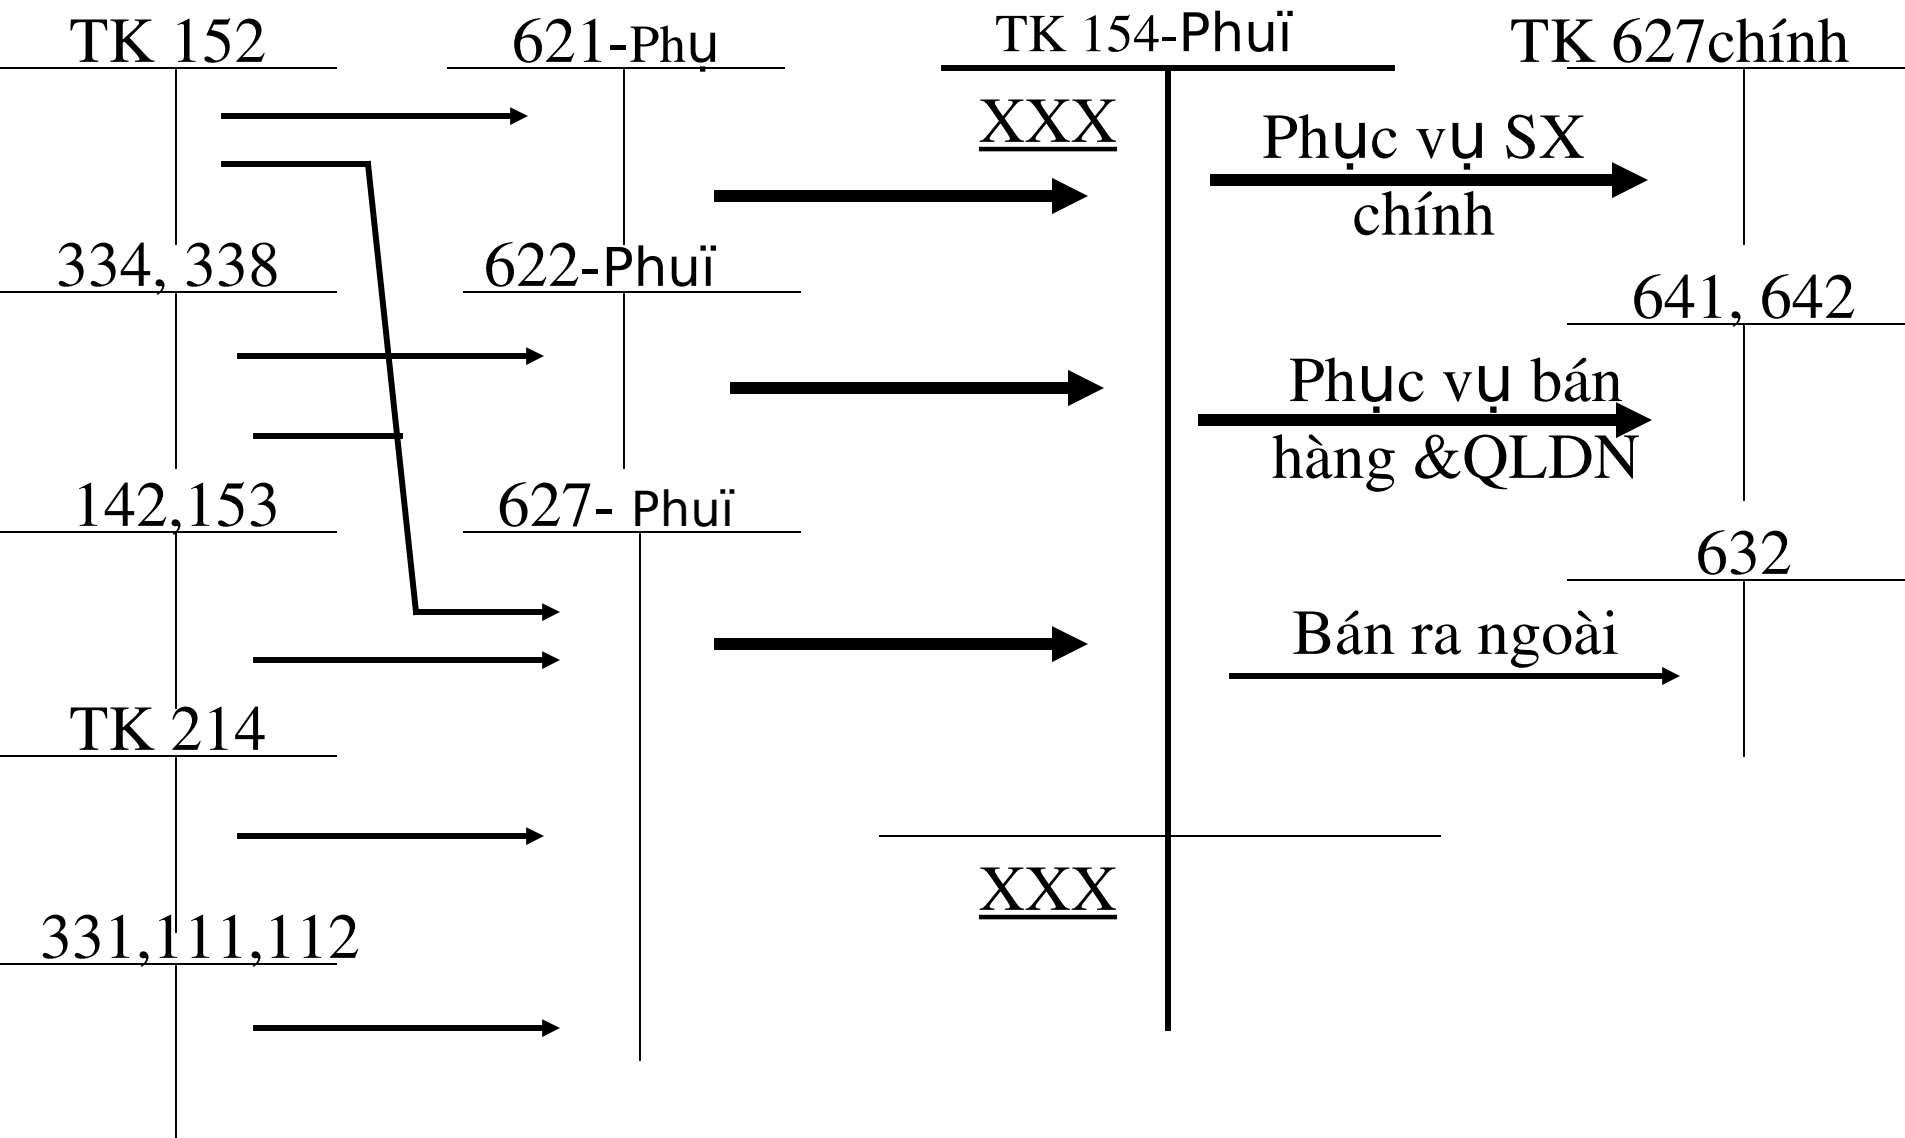 TK 152
621-Phụ
TK 154-Phuï
TK 627chính
XXX
Phục vụ SX
chính
334, 338
622-Phuï
641, 642
Phục vụ bán
hàng &QLDN
142,153
627- Phuï
632
Bán ra ngoài
TK 214
XXX
331,111,112